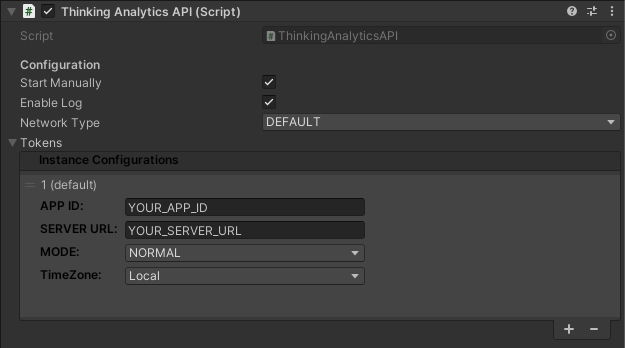 Thinking Analytics API (Script)
Script ThinkingAnalyticsAPI
Configuration
Start Manually
Enable Log
Network Type DEFAULT
Tokens
Instance Configurations
1 (default)
APP ID: YOUR_APP_ID
SERVER URL: YOUR_SERVER_URL
MODE: NORMAL
TimeZone: Local